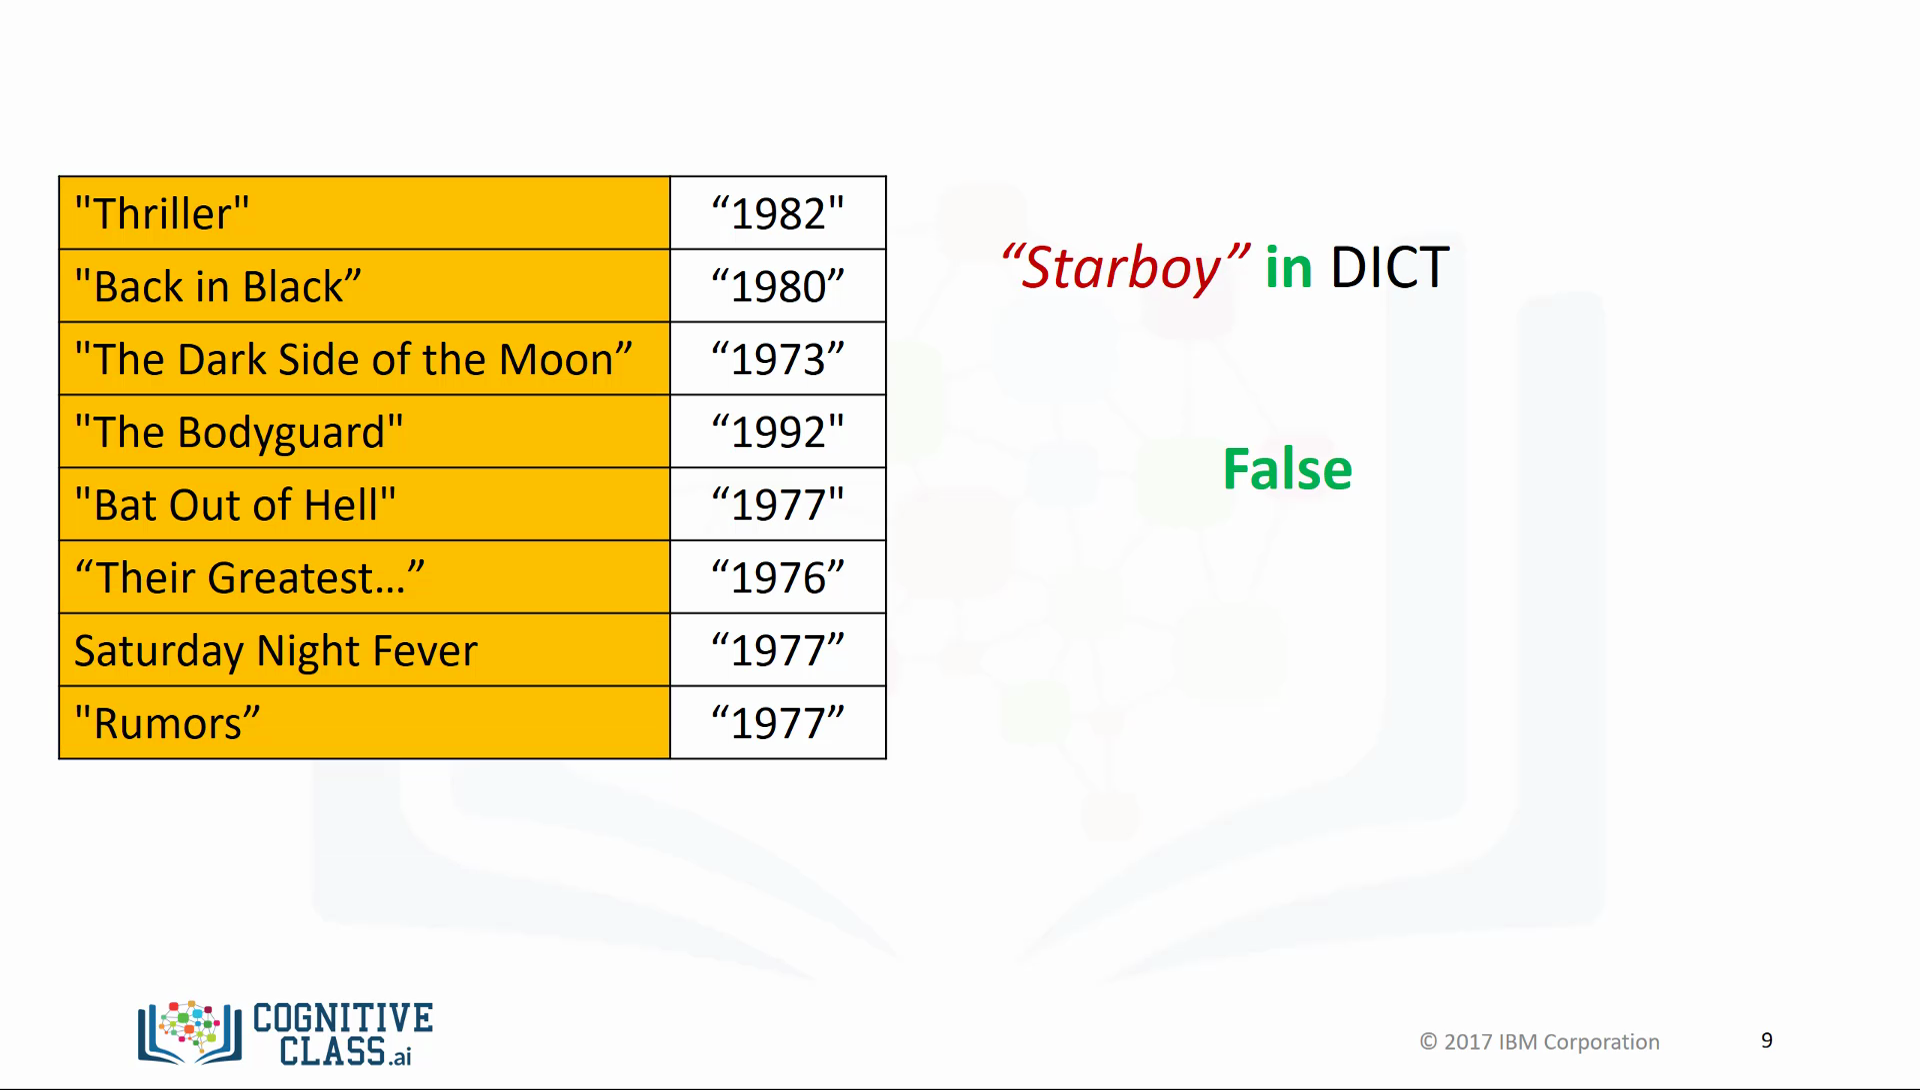 "Thriller" “1982"
"Back in Black” “1980”
"The Dark Side of the Moon” “1973”
"The Bodyguard" “1992"
"Bat Out of Hell" “1977"
“Their Greatest...” “1976”
Saturday Night Fever “1977”
"Rumors” “1977”
“Starboy” in DICT
False
COGNITIVE
CLASS.ai
© 2017 IBM Corporation 9